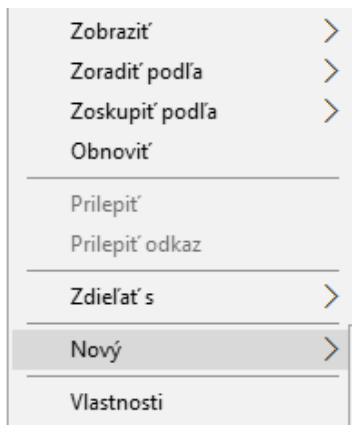 Zobraziť
Zoradiť podľa
Zoskupiť podľa
Obnoviť
Prilepiť
Prilepiť odkaz
Zdieľať s
Nový
Vlastnosti